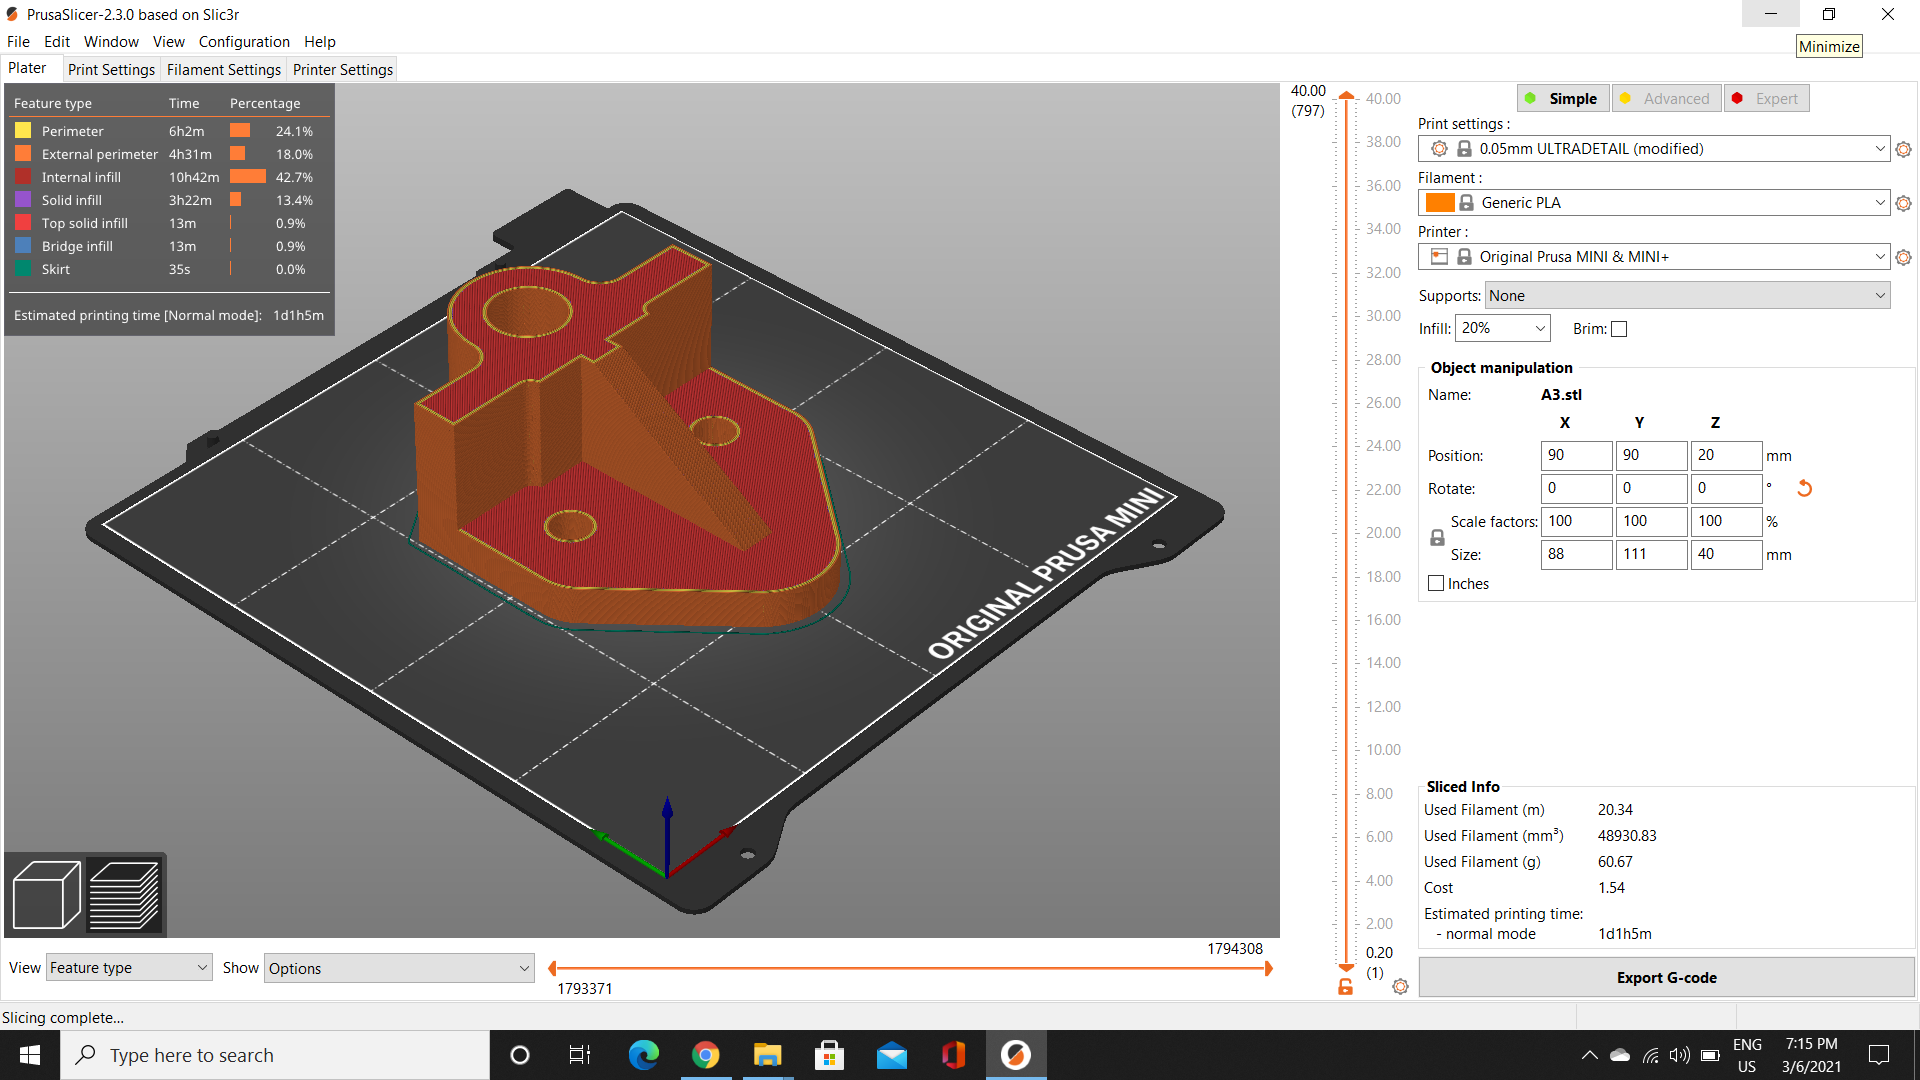 PrusaSlicer-2.3.0 based on Slic3r
File Edit Window View Configuration Help
Minimize
Plater Print Settings Filament Settings Printer Settings
Feature type Time Percentage
Perimeter 6h2m 24.1%
External perimeter 4h31m 18.0%
Internal infill 10h42m 42.7%
Solid infill 3h22m 13.4%
Top solid infill 13m 0.9%
Bridge infill 13m 0.9%
Skirt 35s 0.0%
Estimated printing time [Normal mode]: 1d1h5m
ORIGINAL PRUSA MINI
40.00
(797)
40.00
38.00
36.00
34.00
32.00
30.00
28.00
26.00
24.00
22.00
20.00
18.00
16.00
14.00
12.00
10.00
8.00
6.00
4.00
2.00
0.20
(1)
Simple Advanced Expert
Print settings :
0.05mm ULTRADETAIL (modified)
Filament :
Generic PLA
Printer :
Original Prusa MINI & MINI+
Supports: None
Infill: 20% Brim:
Object manipulation
Name: A3.stl
X Y Z
Position: 90 90 20 mm
Rotate: 0 0 0 °
Scale factors: 100 100 100 %
Size: 88 111 40 mm
Inches
Sliced Info
Used Filament (m) 20.34
Used Filament (mm³) 48930.83
Used Filament (g) 60.67
Cost 1.54
Estimated printing time:
- normal mode 1d1h5m
Export G-code
View Feature type Show Options
1794308
1793371
Slicing complete...
Type here to search
ENG
US
7:15 PM
3/6/2021